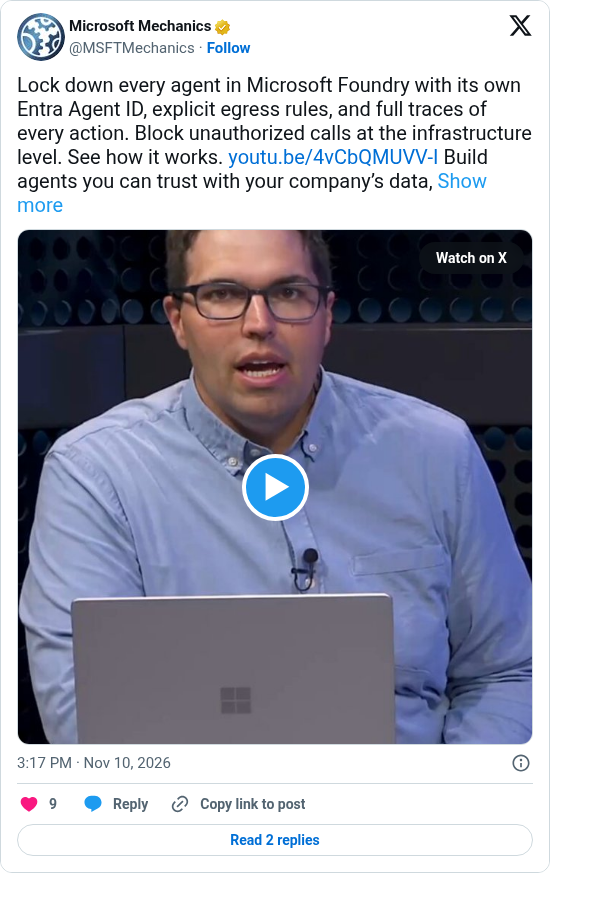 Microsoft Mechanics
@MSFTMechanics · Follow
Lock down every agent in Microsoft Foundry with its own
Entra Agent ID, explicit egress rules, and full traces of
every action. Block unauthorized calls at the infrastructure
level. See how it works. youtu.be/4vCbQMUVV-I Build
agents you can trust with your company’s data, Show
more
Watch on X
3:17 PM · Nov 10, 2026
9 Reply Copy link to post
Read 2 replies